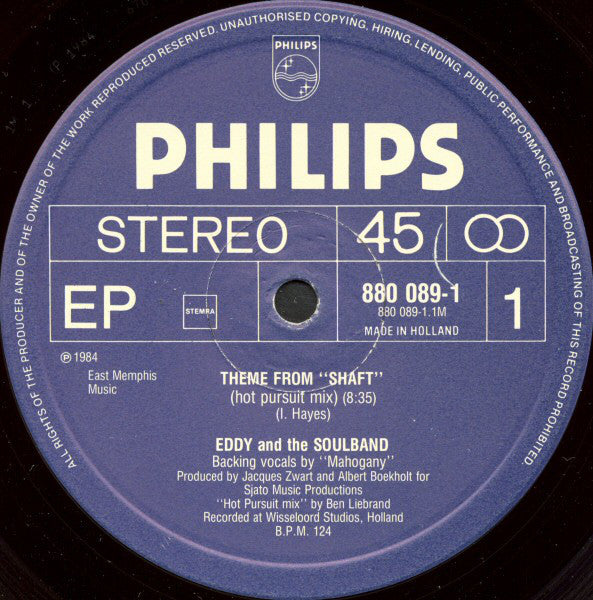 ALL RIGHTS OF THE PRODUCER AND OF THE OWNER OF THE WORK REPRODUCED RESERVED. UNAUTHORISED COPYING, HIRING, LENDING, PUBLIC PERFORMANCE AND BROADCASTING OF THIS RECORD PROHIBITED
PHILIPS
PHILIPS
STEREO 45
EP STEMRA 880 089-1 1
880 089-1.1M
MADE IN HOLLAND
℗ 1984
East Memphis
Music
THEME FROM "SHAFT"
(hot pursuit mix) (8:35)
(I. Hayes)
EDDY and the SOULBAND
Backing vocals by "Mahogany"
Produced by Jacques Zwart and Albert Boekholt for
Sjato Music Productions
"Hot Pursuit mix" by Ben Liebrand
Recorded at Wisseloord Studios, Holland
B.P.M. 124